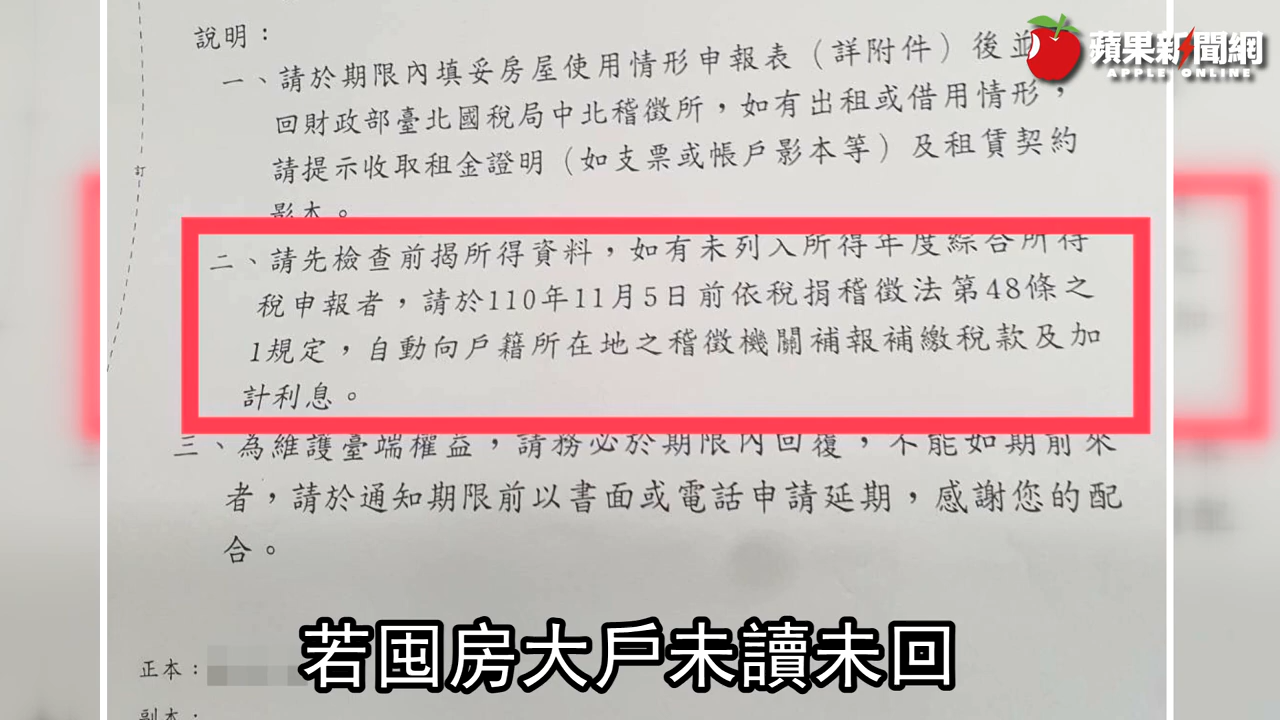 蘋果新聞網
APPLE ONLINE
說明：
一、請於期限內填妥房屋使用情形申報表（詳附件）後並
回財政部臺北國稅局中北稽徵所，如有出租或借用情形，
請提示收取租金證明（如支票或帳戶影本等）及租賃契約
影本。
訂
二、請先檢查前揭所得資料，如有未列入所得年度綜合所得
稅申報者，請於110年11月5日前依稅捐稽徵法第48條之
1規定，自動向戶籍所在地之稽徵機關補報補繳稅款及加
計利息。
三、為維護臺端權益，請務必於期限內回復，不能如期前來
者，請於通知期限前以書面或電話申請延期，感謝您的配
合。
正本：
副本：
若囤房大戶未讀未回